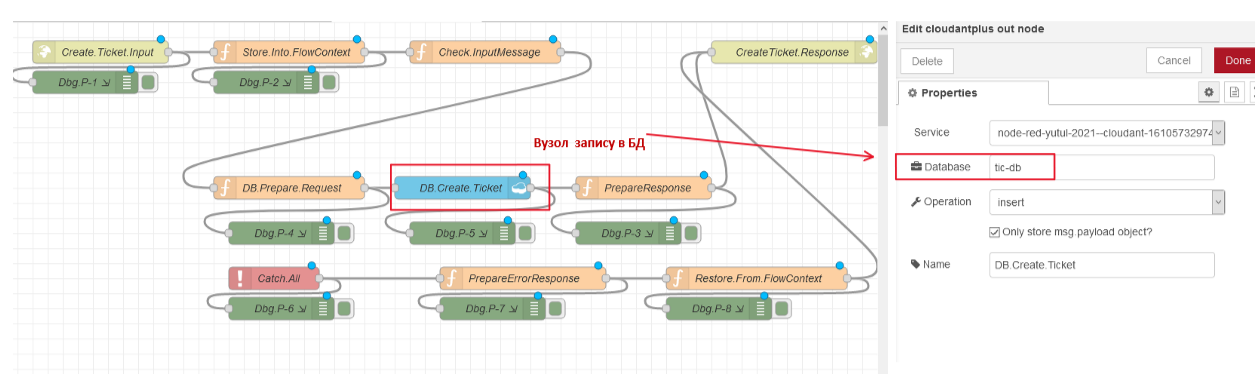 Edit cloudantplus out node
Create.Ticket.Input
Store.Into.FlowContext
Check.InputMessage
CreateTicket.Response
Delete
Cancel
Done
Dbg.P-1
Dbg.P-2
Properties
Service
node-red-yutui-2021--cloudant-16105732974
Вузол запису в БД
Database
tic-db
DB.Prepare.Request
DB.Create.Ticket
PrepareResponse
Operation
insert
Dbg.P-4
Dbg.P-5
Dbg.P-3
Only store msg.payload object?
Name
DB.Create.Ticket
Catch.All
PrepareErrorResponse
Restore.From.FlowContext
Dbg.P-6
Dbg.P-7
Dbg.P-8